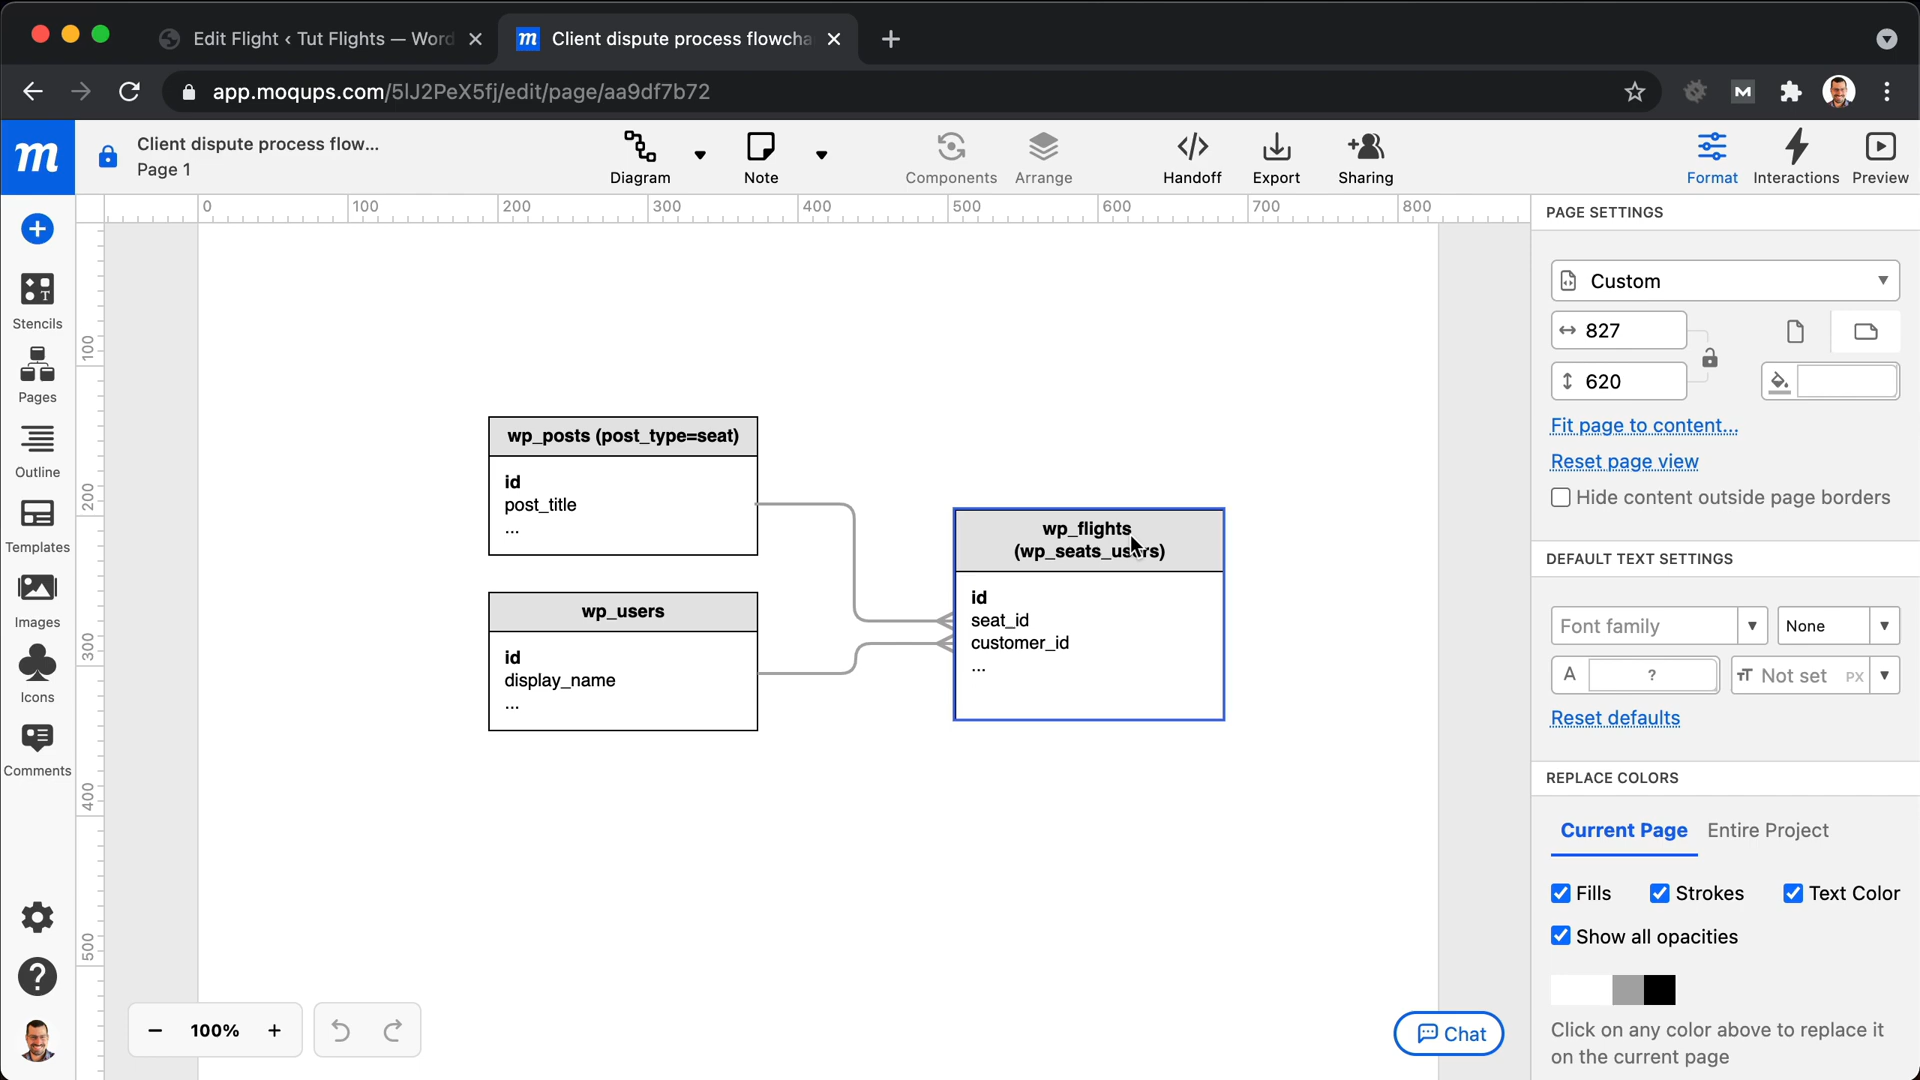 Edit Flight ‹ Tut Flights — Word
m Client dispute process flowcha
app.moqups.com/5lJ2PeX5fj/edit/page/aa9df7b72
M
m
Client dispute process flow...
Page 1
Diagram
Note
Components
Arrange
Handoff
Export
Sharing
Format
Interactions
Preview
0 100 200 300 400 500 600 700 800
100
200
300
400
500
Stencils
Pages
Outline
Templates
Images
Icons
Comments
wp_posts (post_type=seat)
id
post_title
...
wp_users
id
display_name
...
wp_flights
(wp_seats_users)
id
seat_id
customer_id
...
100%
Chat
PAGE SETTINGS
Custom
827
620
Fit page to content...
Reset page view
Hide content outside page borders
DEFAULT TEXT SETTINGS
Font family
None
A ?
Not set PX
Reset defaults
REPLACE COLORS
Current Page Entire Project
Fills Strokes Text Color
Show all opacities
Click on any color above to replace it
on the current page